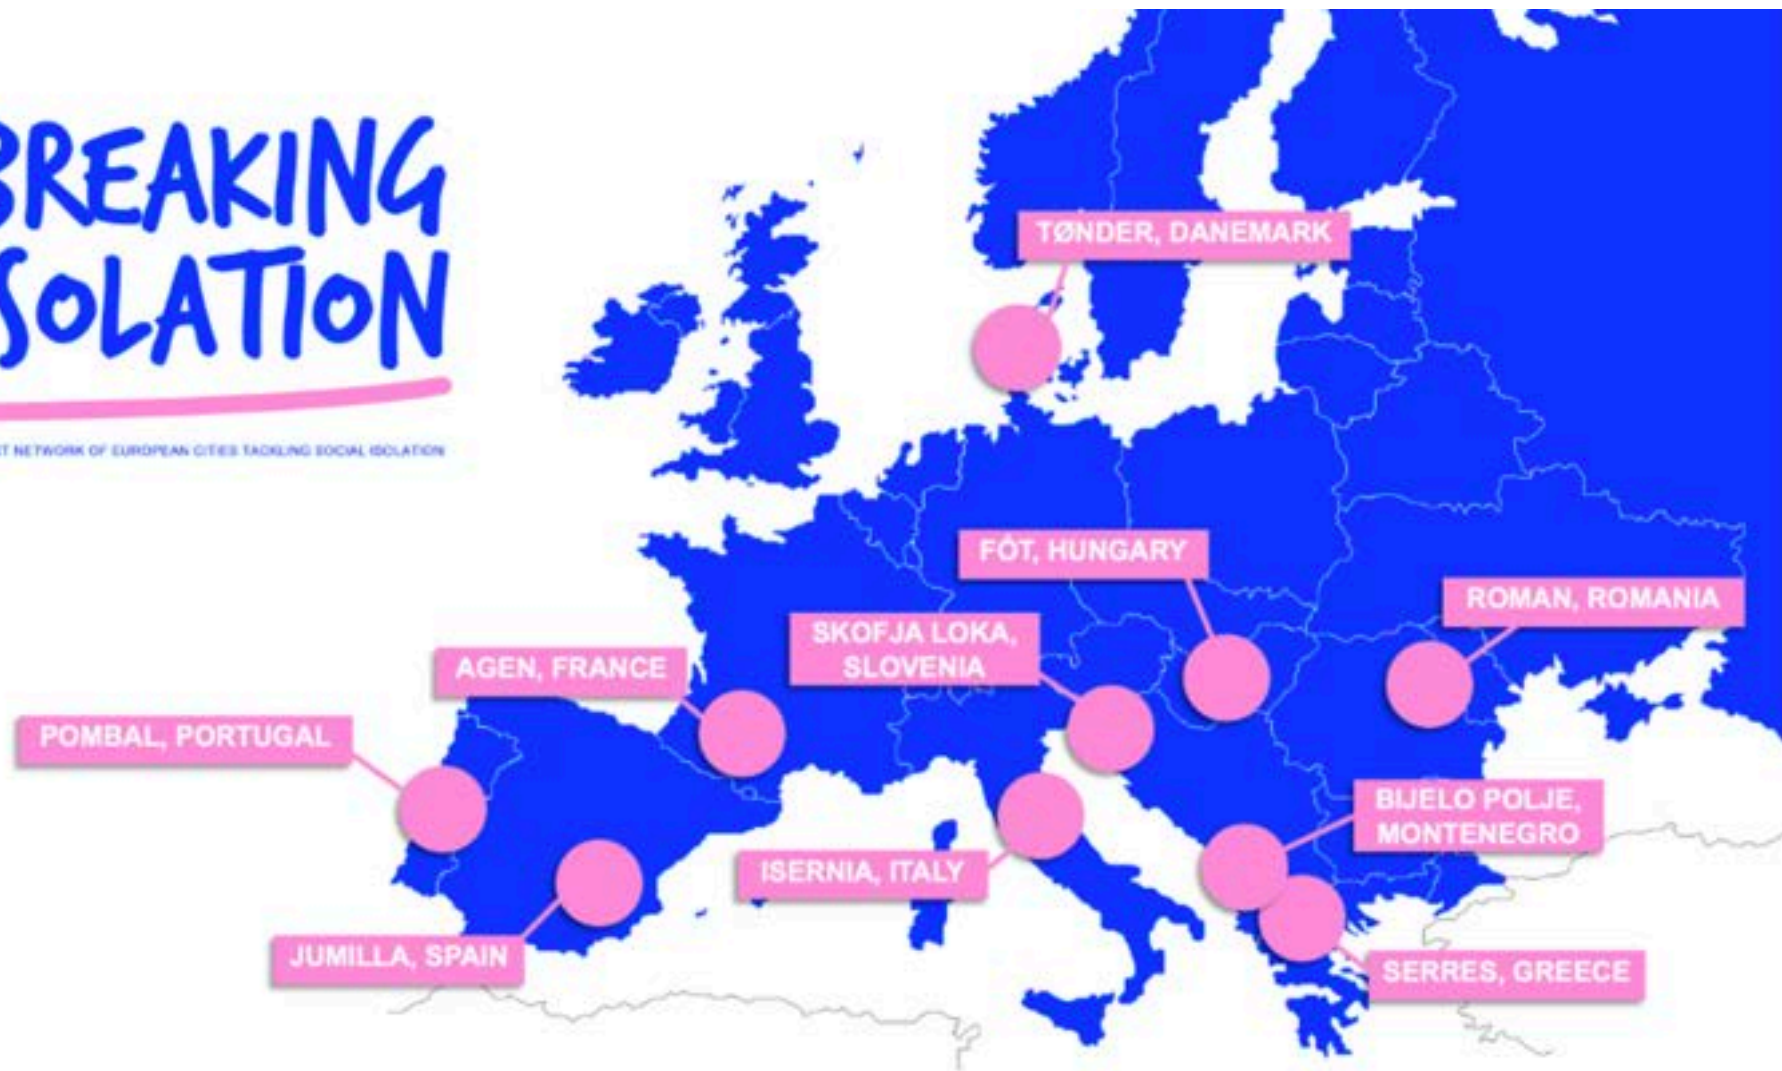 BREAKING
SOLATION
T NETWORK OF EUROPEAN CITIES TACKLING SOCIAL ISOLATION
TØNDER, DANEMARK
FÔT, HUNGARY
ROMAN, ROMANIA
SKOFJA LOKA,
SLOVENIA
AGEN, FRANCE
POMBAL, PORTUGAL
BIJELO POLJE,
MONTENEGRO
ISERNIA, ITALY
JUMILLA, SPAIN
SERRES, GREECE